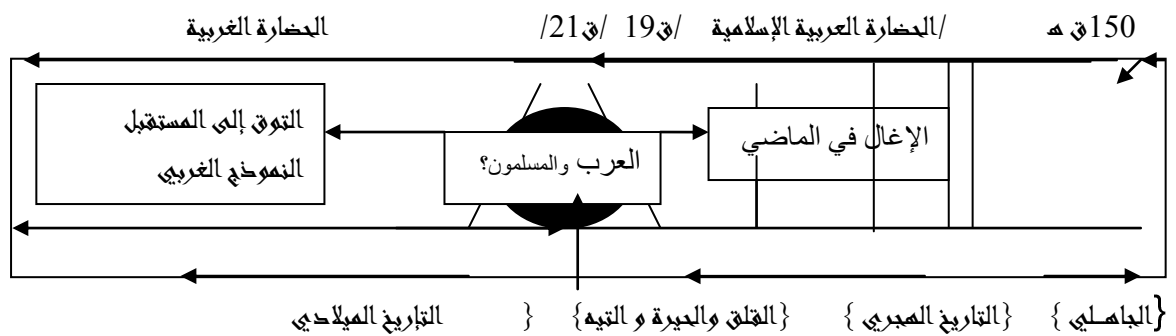 150ق ه /الحضارة العربية الإسلامية /ق19 /ق21/ الحضارة الغربية
الإغال في الماضي
العرب والمسلمون؟
التوق إلى المستقبل
النموذج الغربي
{الجاهلي } {التاريخ الهجري } {القلق والحيرة و التيه} { التاريخ الميلادي